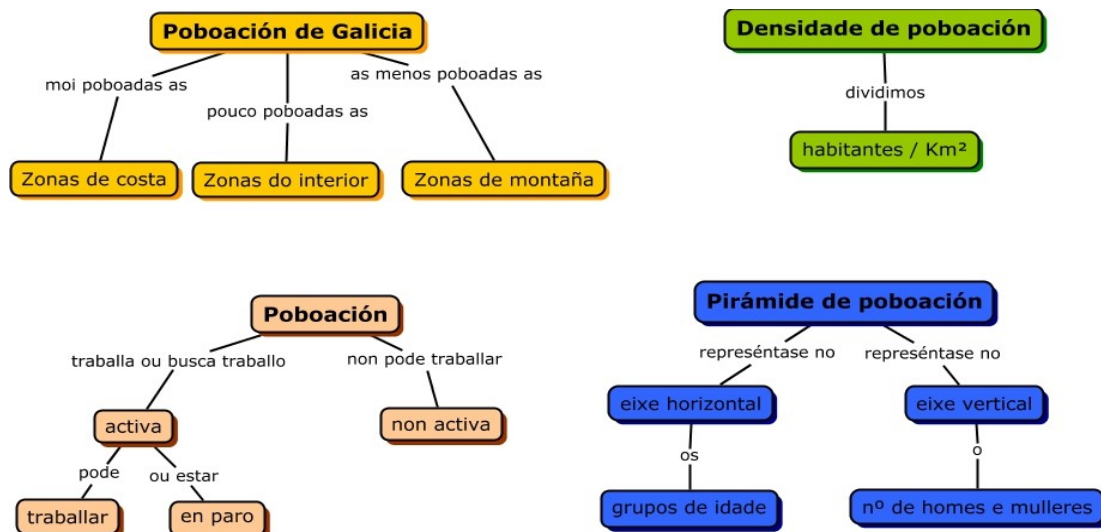 Poboación de Galicia
moi poboadas as
pouco poboadas as
as menos poboadas as
Zonas de costa
Zonas do interior
Zonas de montaña
Densidade de poboación
dividimos
habitantes / Km²
Poboación
traballa ou busca traballo
non pode traballar
activa
non activa
pode
ou estar
traballar
en paro
Pirámide de poboación
represéntase no
represéntase no
eixe horizontal
eixe vertical
os
o
grupos de idade
nº de homes e mulleres